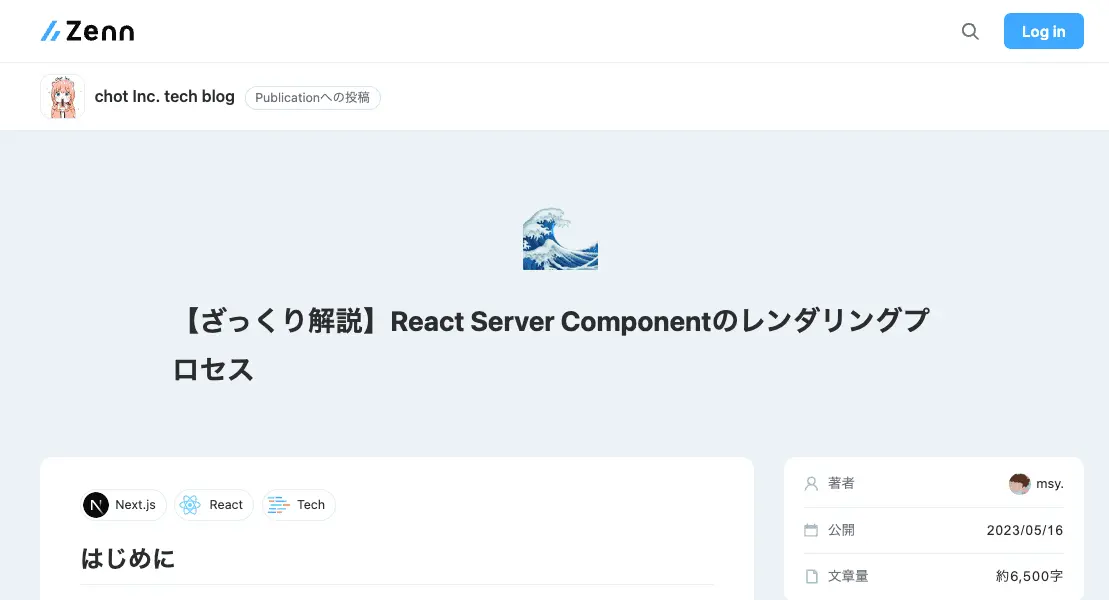 Zenn
Log in
chot Inc. tech blog
Publicationへの投稿
【ざっくり解説】React Server Componentのレンダリングプ
ロセス
Next.js
React
Tech
はじめに
著者
msy.
公開
2023/05/16
文章量
約6,500字